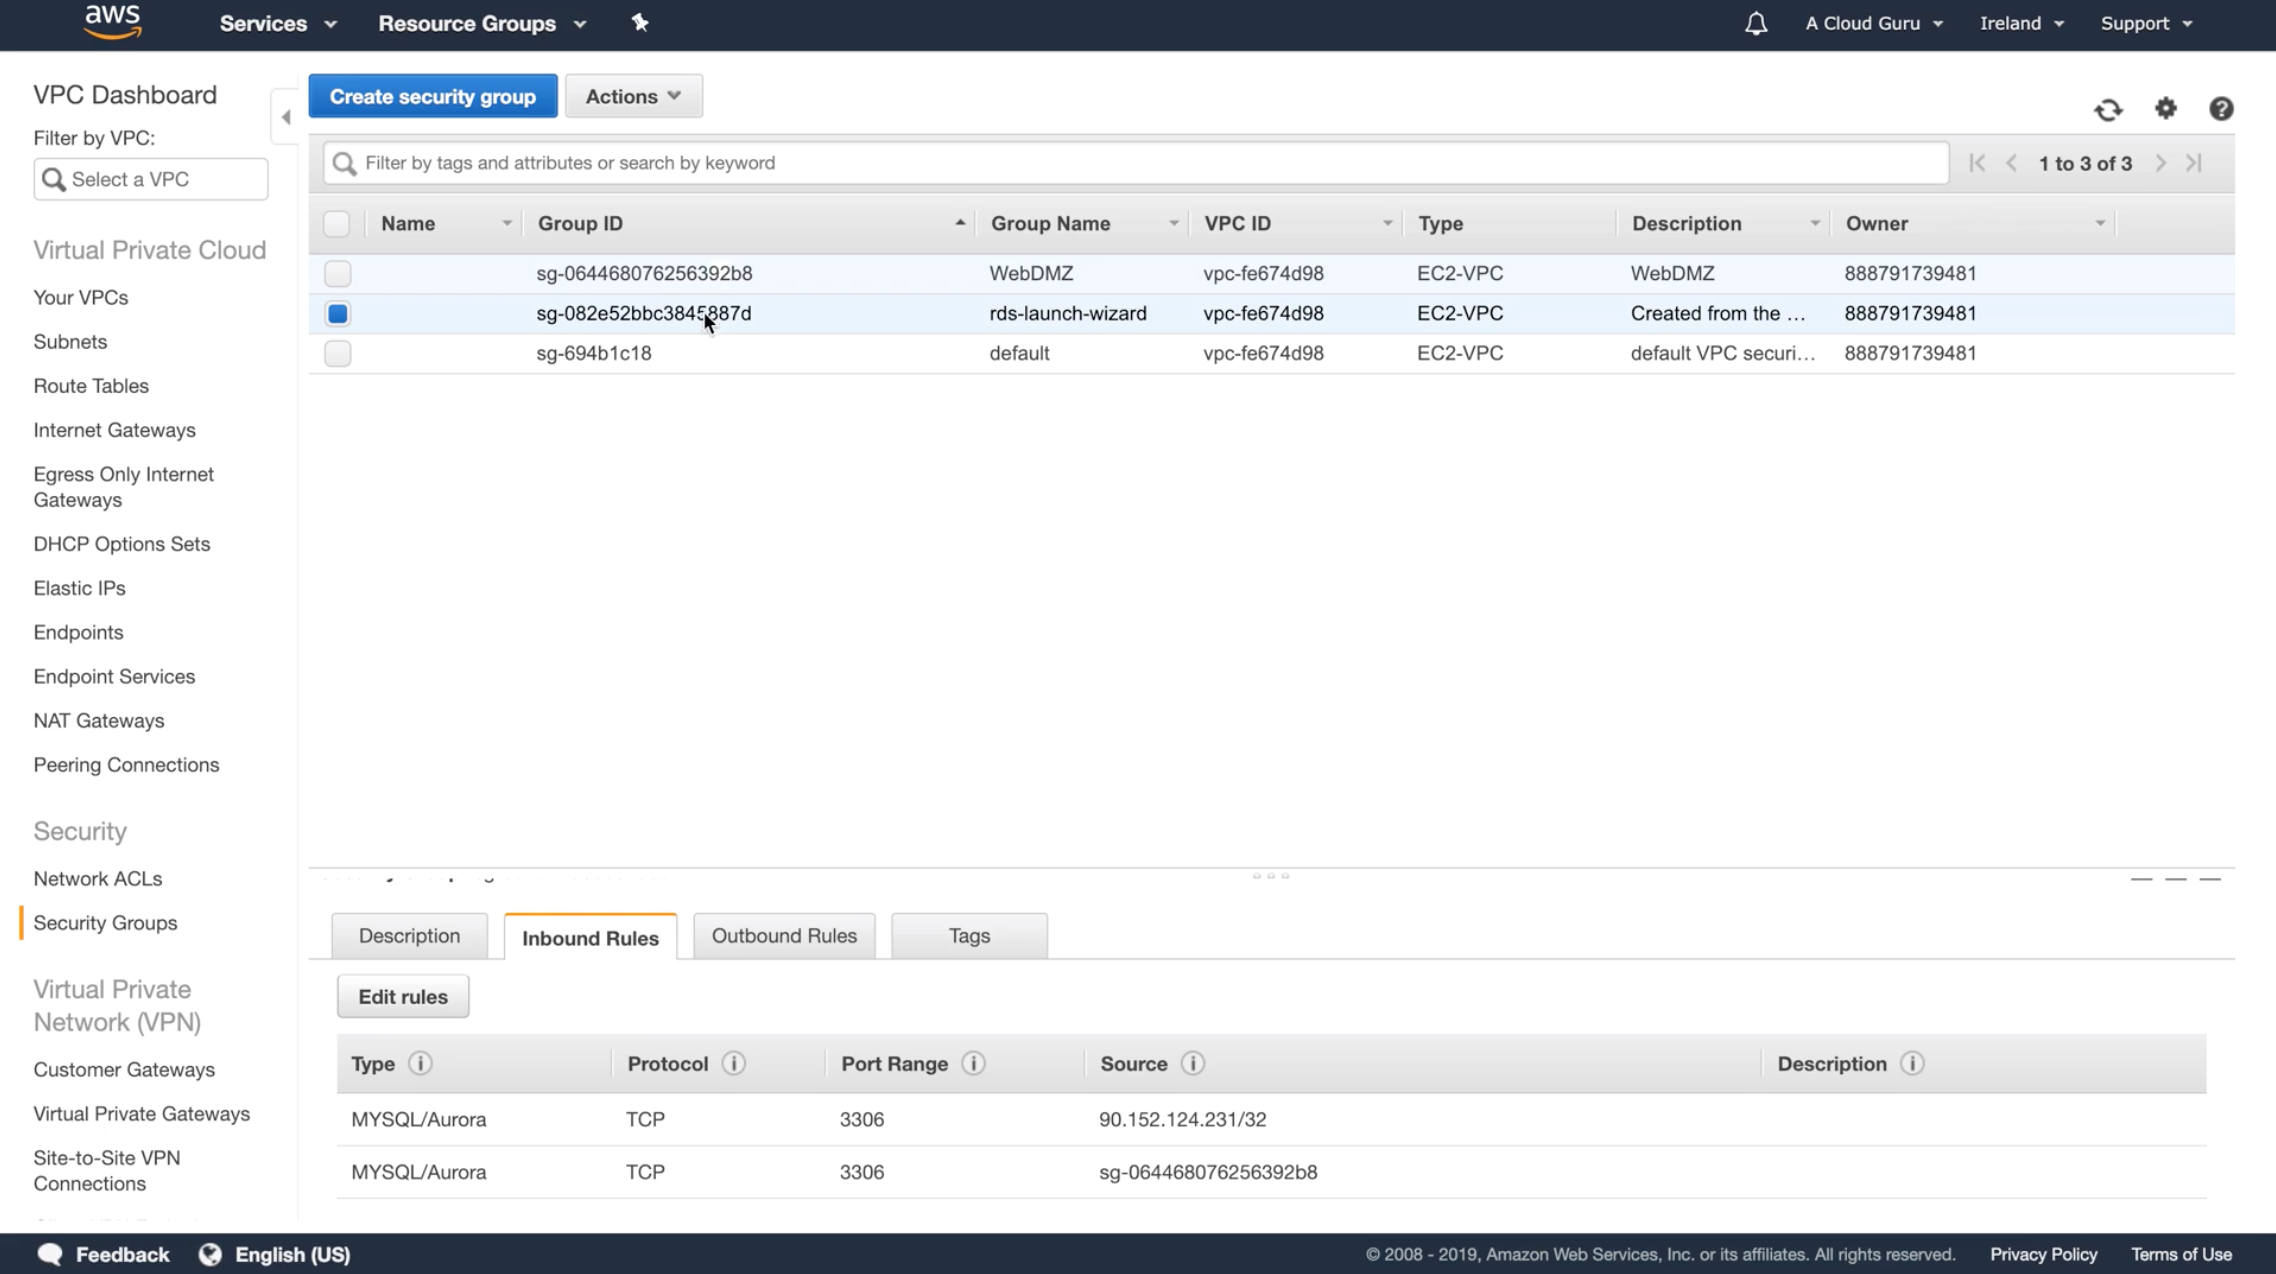 aws Services Resource Groups A Cloud Guru Ireland Support
VPC Dashboard
Filter by VPC:
Select a VPC
Virtual Private Cloud
Your VPCs
Subnets
Route Tables
Internet Gateways
Egress Only Internet
Gateways
DHCP Options Sets
Elastic IPs
Endpoints
Endpoint Services
NAT Gateways
Peering Connections
Security
Network ACLs
Security Groups
Virtual Private
Network (VPN)
Customer Gateways
Virtual Private Gateways
Site-to-Site VPN
Connections
Create security group Actions
Filter by tags and attributes or search by keyword 1 to 3 of 3
Name Group ID Group Name VPC ID Type Description Owner
sg-064468076256392b8 WebDMZ vpc-fe674d98 EC2-VPC WebDMZ 888791739481
sg-082e52bbc3845887d rds-launch-wizard vpc-fe674d98 EC2-VPC Created from the ... 888791739481
sg-694b1c18 default vpc-fe674d98 EC2-VPC default VPC securi... 888791739481
Description Inbound Rules Outbound Rules Tags
Edit rules
Type Protocol Port Range Source Description
MYSQL/Aurora TCP 3306 90.152.124.231/32
MYSQL/Aurora TCP 3306 sg-064468076256392b8
Feedback English (US) © 2008 - 2019, Amazon Web Services, Inc. or its affiliates. All rights reserved. Privacy Policy Terms of Use